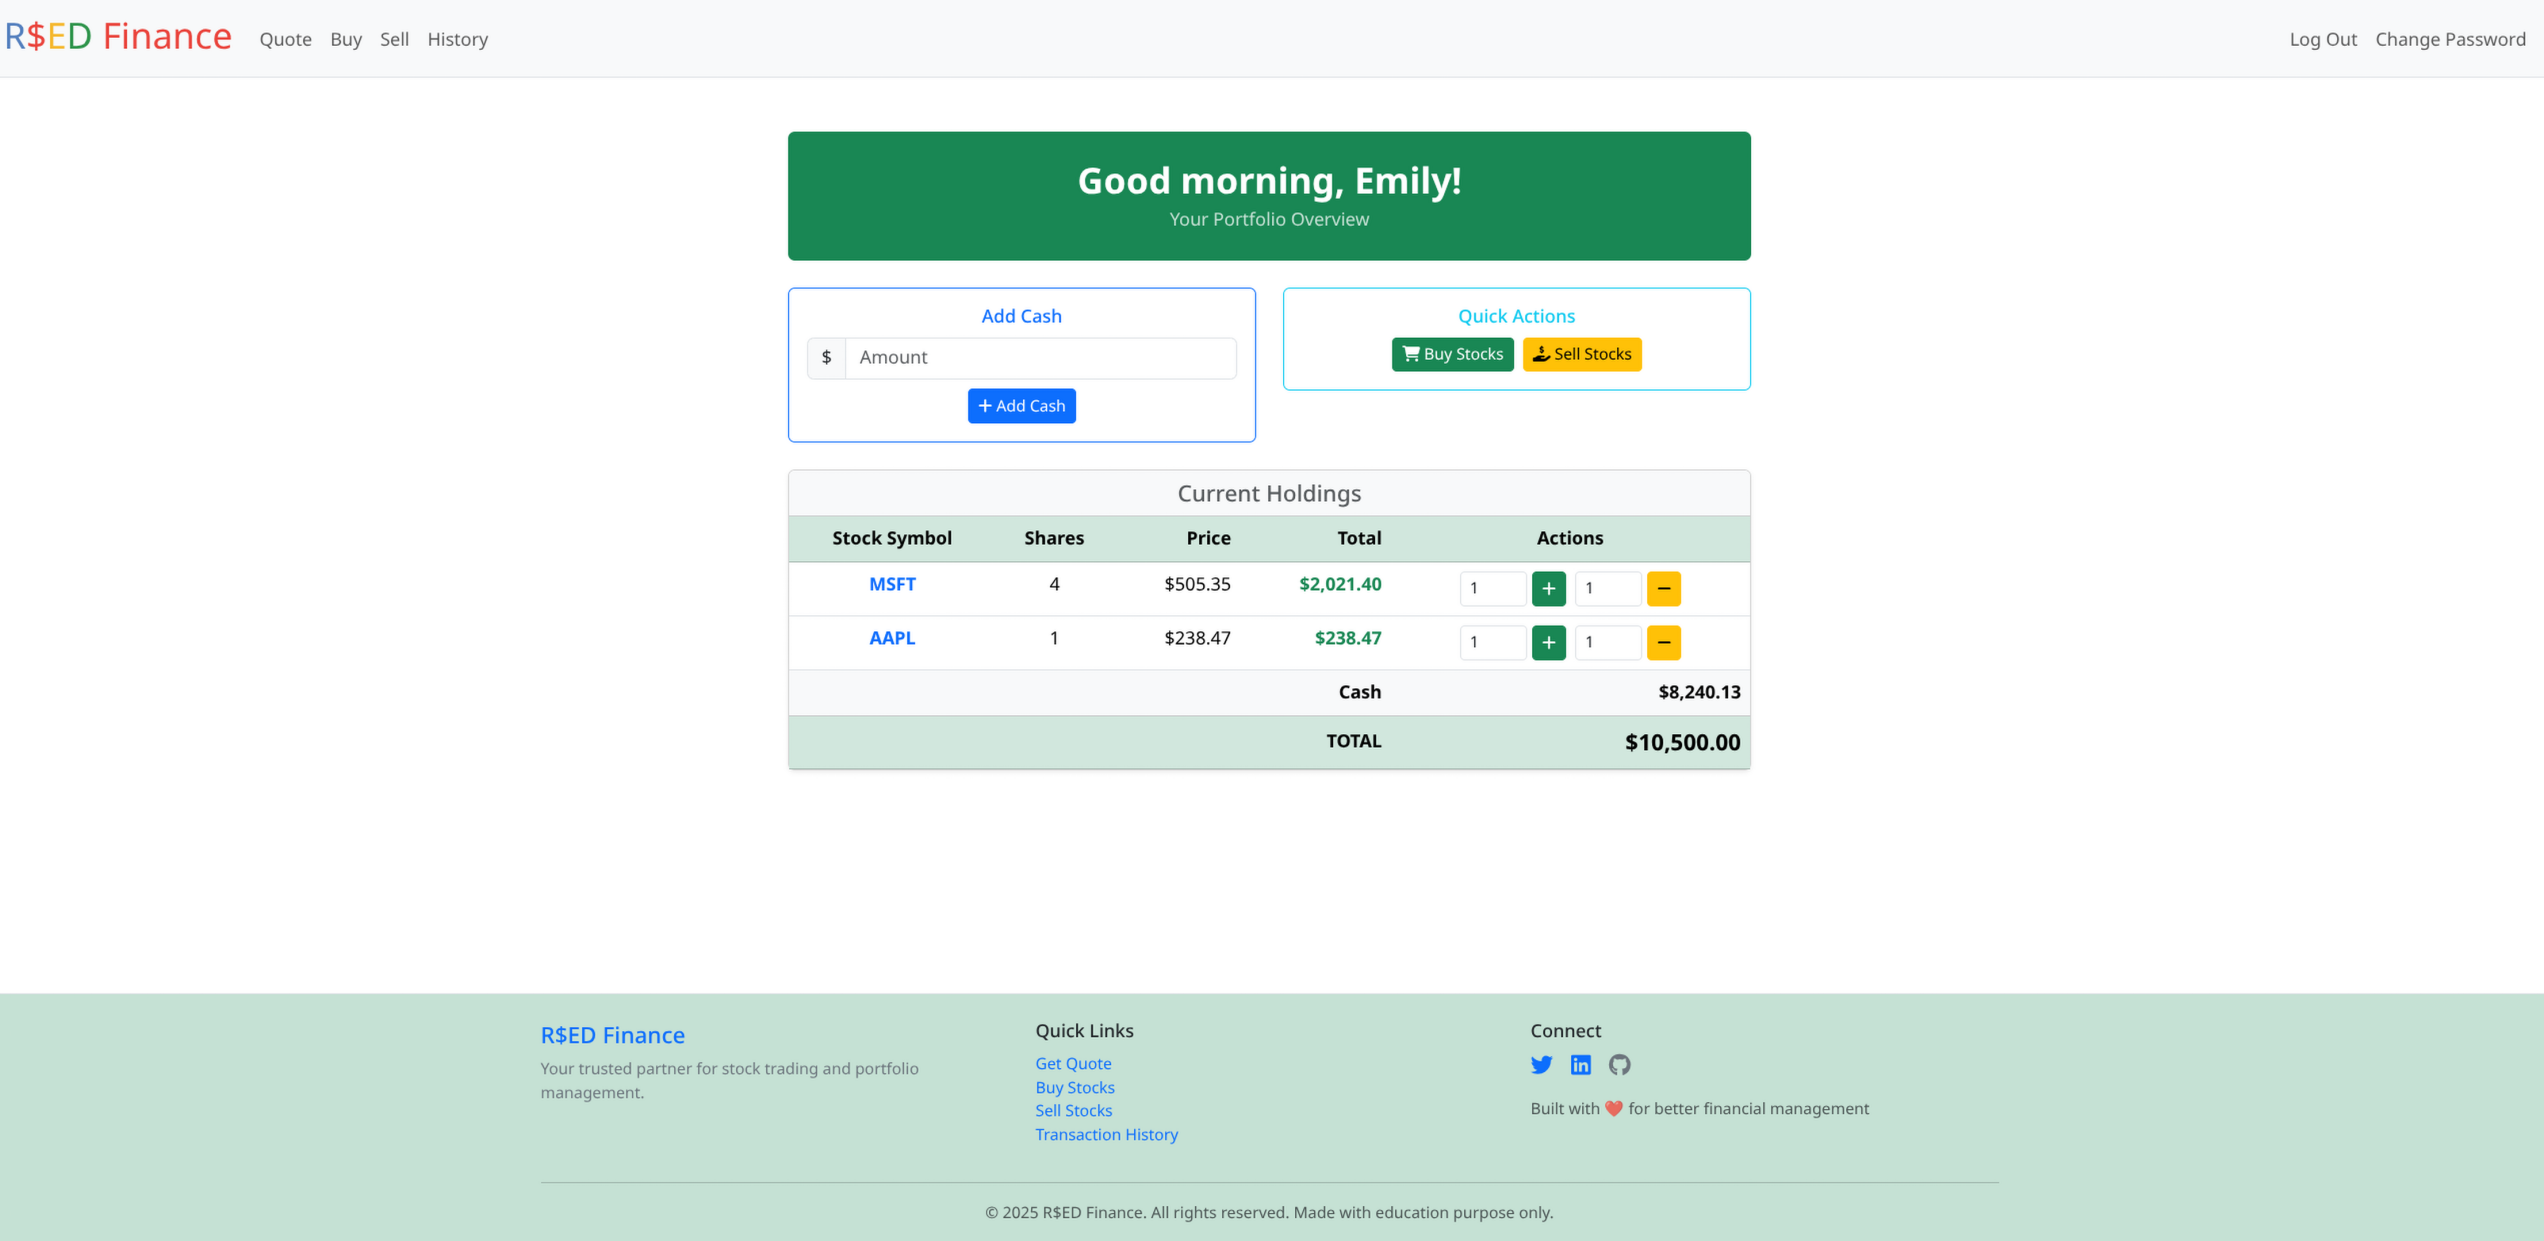 R$ED Finance Quote Buy Sell History Log Out Change Password
Good morning, Emily!
Your Portfolio Overview
Add Cash
$ Amount
+ Add Cash
Quick Actions
Buy Stocks Sell Stocks
Current Holdings
Stock Symbol Shares Price Total Actions
MSFT 4 $505.35 $2,021.40 1 + 1 −
AAPL 1 $238.47 $238.47 1 + 1 −
Cash $8,240.13
TOTAL $10,500.00
R$ED Finance
Your trusted partner for stock trading and portfolio
management.
Quick Links
Get Quote
Buy Stocks
Sell Stocks
Transaction History
Connect
Built with ❤️ for better financial management
© 2025 R$ED Finance. All rights reserved. Made with education purpose only.